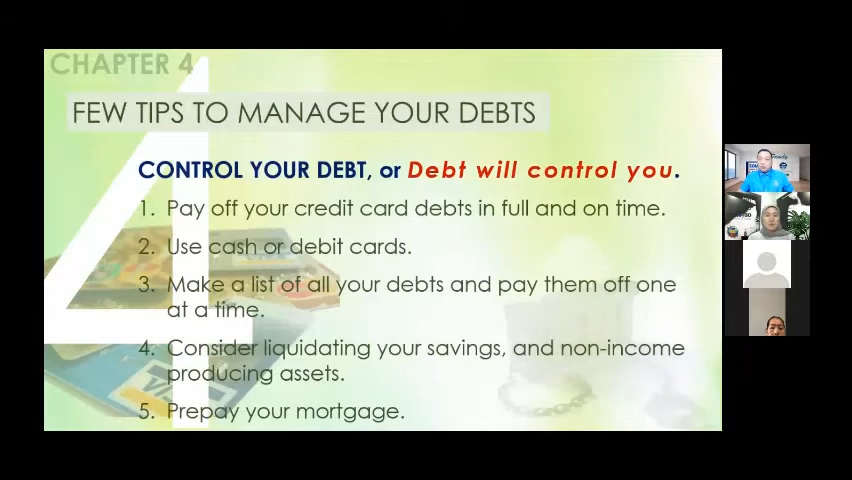 CHAPTER 4
FEW TIPS TO MANAGE YOUR DEBTS
CONTROL YOUR DEBT, or Debt will control you.
1. Pay off your credit card debts in full and on time.
2. Use cash or debit cards.
3. Make a list of all your debts and pay them off one
at a time.
4. Consider liquidating your savings, and non-income
producing assets.
5. Prepay your mortgage.
4
VISA